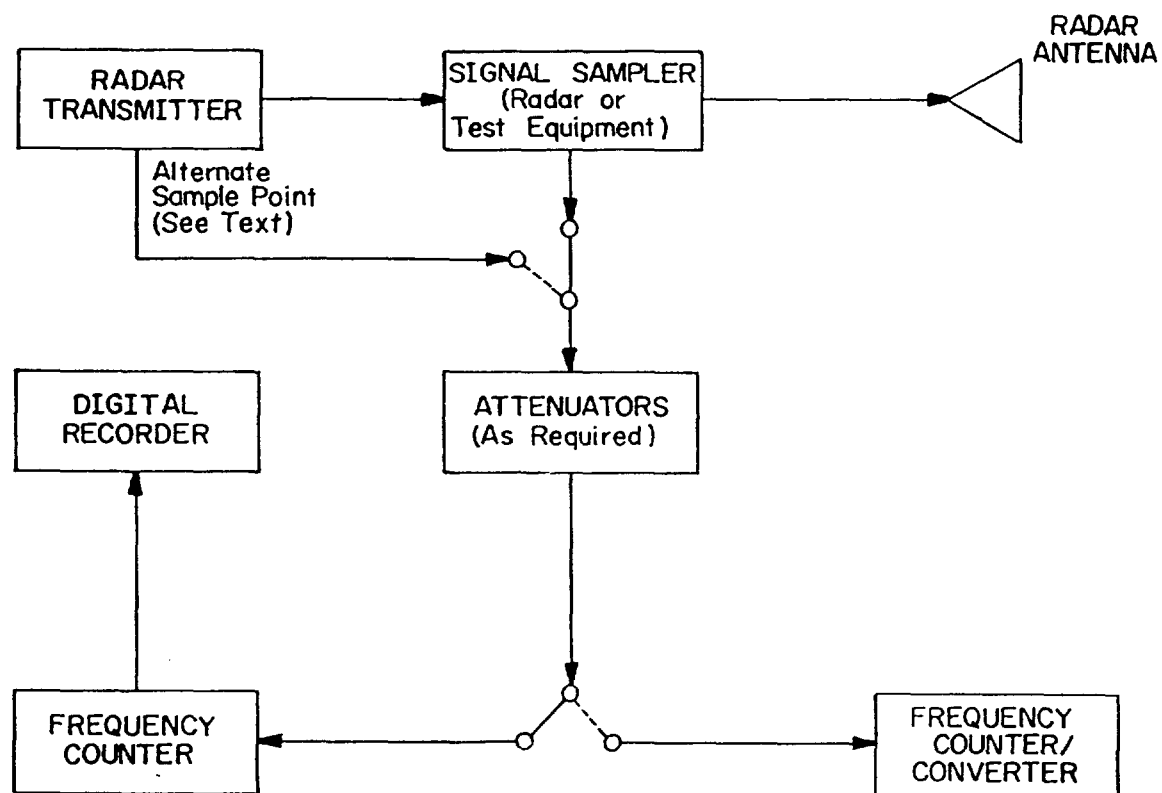 RADAR
ANTENNA
RADAR
TRANSMITTER
SIGNAL SAMPLER
(Radar or
Test Equipment)
Alternate
Sample Point
(See Text)
DIGITAL
RECORDER
ATTENUATORS
(As Required)
FREQUENCY
COUNTER
FREQUENCY
COUNTER/
CONVERTER